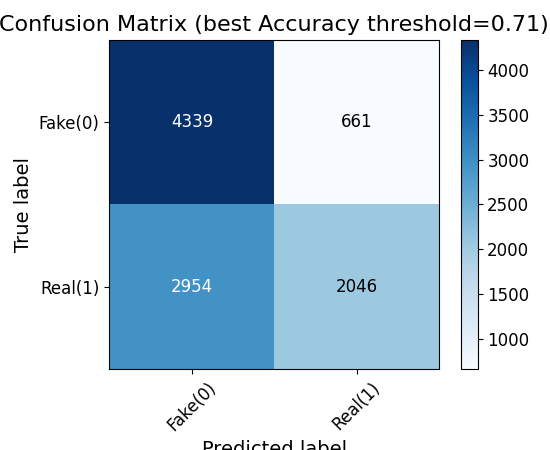 Confusion Matrix (best Accuracy threshold=0.71)
Fake(0)
4339
661
Real(1)
2954
2046
True label
Fake(0)
Real(1)
Predicted label
4000
3500
3000
2500
2000
1500
1000